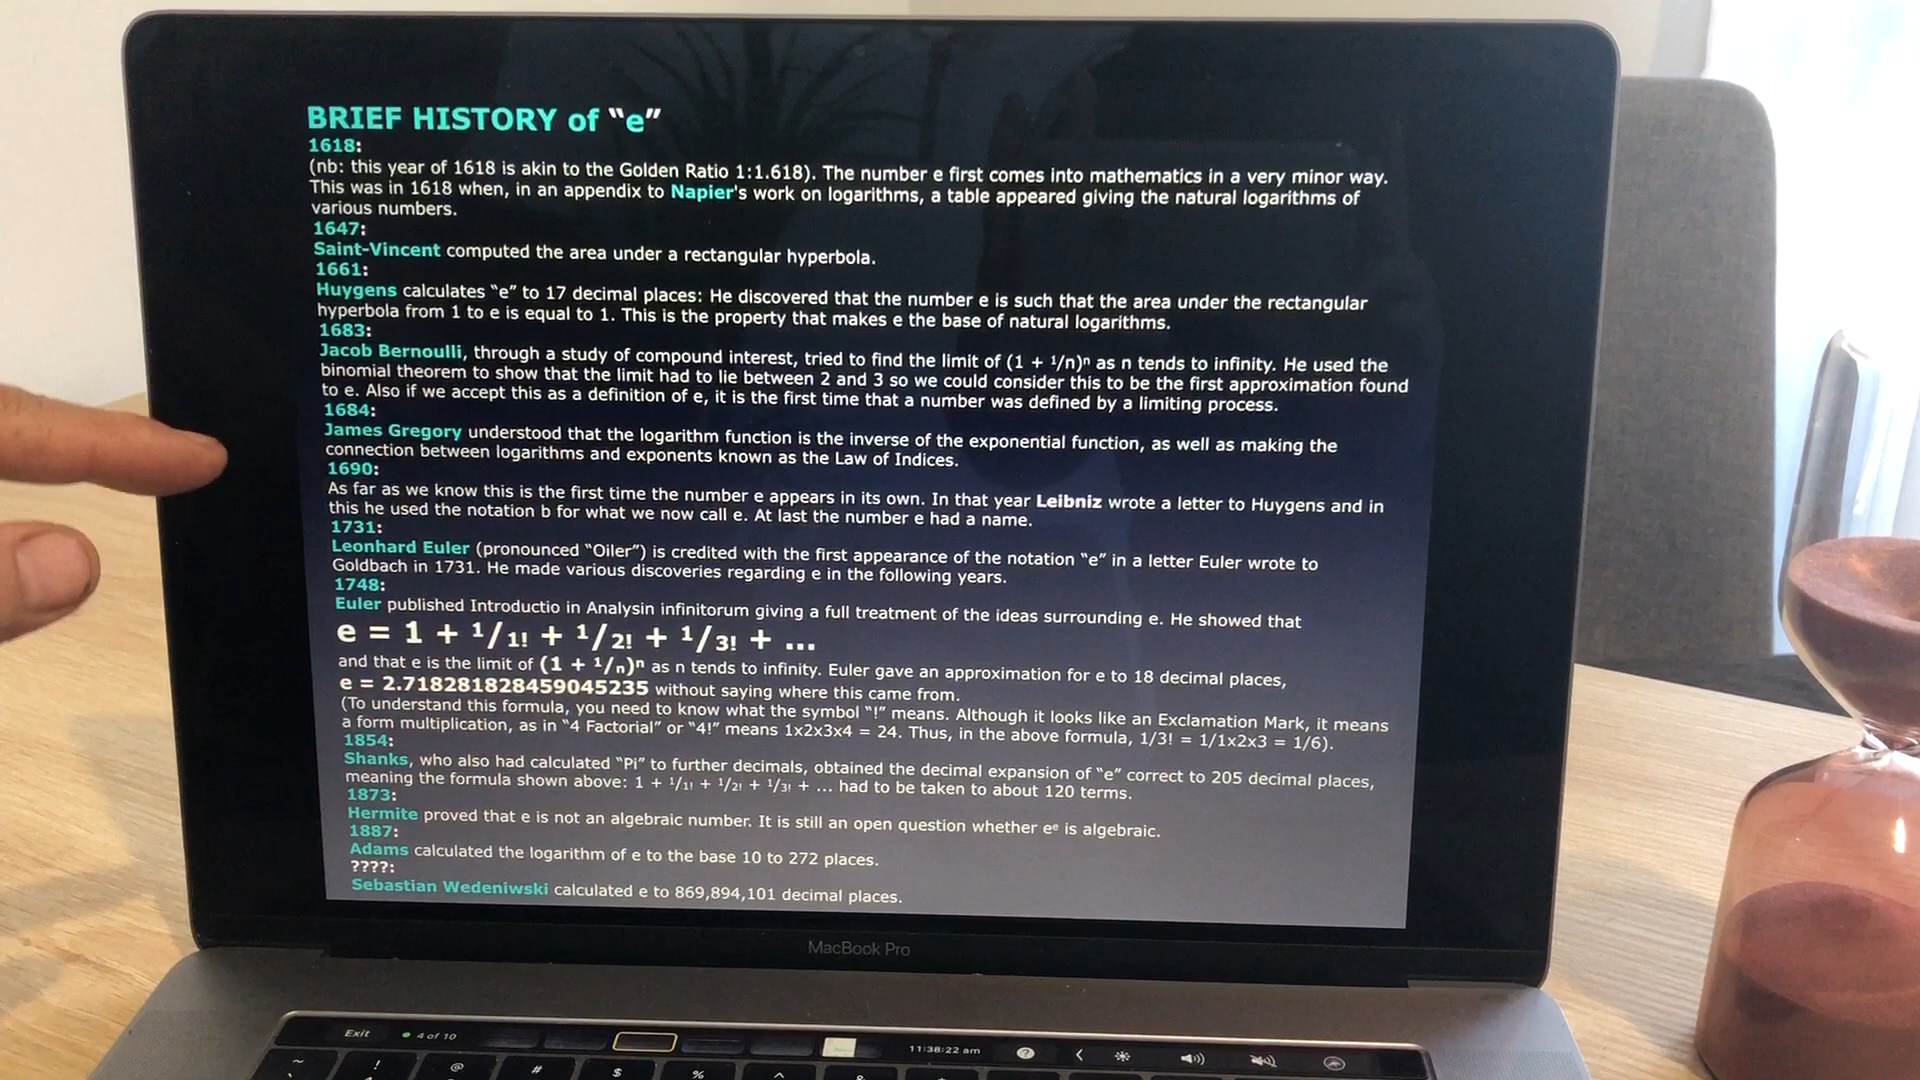 BRIEF HISTORY of “e”
1618:
(nb: this year of 1618 is akin to the Golden Ratio 1:1.618). The number e first comes into mathematics in a very minor way.
This was in 1618 when, in an appendix to Napier's work on logarithms, a table appeared giving the natural logarithms of
various numbers.
1647:
Saint-Vincent computed the area under a rectangular hyperbola.
1661:
Huygens calculates “e” to 17 decimal places: He discovered that the number e is such that the area under the rectangular
hyperbola from 1 to e is equal to 1. This is the property that makes e the base of natural logarithms.
1683:
Jacob Bernoulli, through a study of compound interest, tried to find the limit of (1 + ¹/n)ⁿ as n tends to infinity. He used the
binomial theorem to show that the limit had to lie between 2 and 3 so we could consider this to be the first approximation found
to e. Also if we accept this as a definition of e, it is the first time that a number was defined by a limiting process.
1684:
James Gregory understood that the logarithm function is the inverse of the exponential function, as well as making the
connection between logarithms and exponents known as the Law of Indices.
1690:
As far as we know this is the first time the number e appears in its own. In that year Leibniz wrote a letter to Huygens and in
this he used the notation b for what we now call e. At last the number e had a name.
1731:
Leonhard Euler (pronounced “Oiler”) is credited with the first appearance of the notation “e” in a letter Euler wrote to
Goldbach in 1731. He made various discoveries regarding e in the following years.
1748:
Euler published Introductio in Analysin infinitorum giving a full treatment of the ideas surrounding e. He showed that
e = 1 + ¹/1! + ¹/2! + ¹/3! + ...
and that e is the limit of (1 + ¹/n)ⁿ as n tends to infinity. Euler gave an approximation for e to 18 decimal places,
e = 2.718281828459045235 without saying where this came from.
(To understand this formula, you need to know what the symbol “!” means. Although it looks like an Exclamation Mark, it means
a form multiplication, as in “4 Factorial” or “4!” means 1x2x3x4 = 24. Thus, in the above formula, 1/3! = 1/1x2x3 = 1/6).
1854:
Shanks, who also had calculated “Pi” to further decimals, obtained the decimal expansion of “e” correct to 205 decimal places,
meaning the formula shown above: 1 + ¹/1! + ¹/2! + ¹/3! + ... had to be taken to about 120 terms.
1873:
Hermite proved that e is not an algebraic number. It is still an open question whether eᵉ is algebraic.
1887:
Adams calculated the logarithm of e to the base 10 to 272 places.
????:
Sebastian Wedeniwski calculated e to 869,894,101 decimal places.
MacBook Pro
Exit 4 of 10 11:38:22 am ?
~ ! @ # $ % ^ &